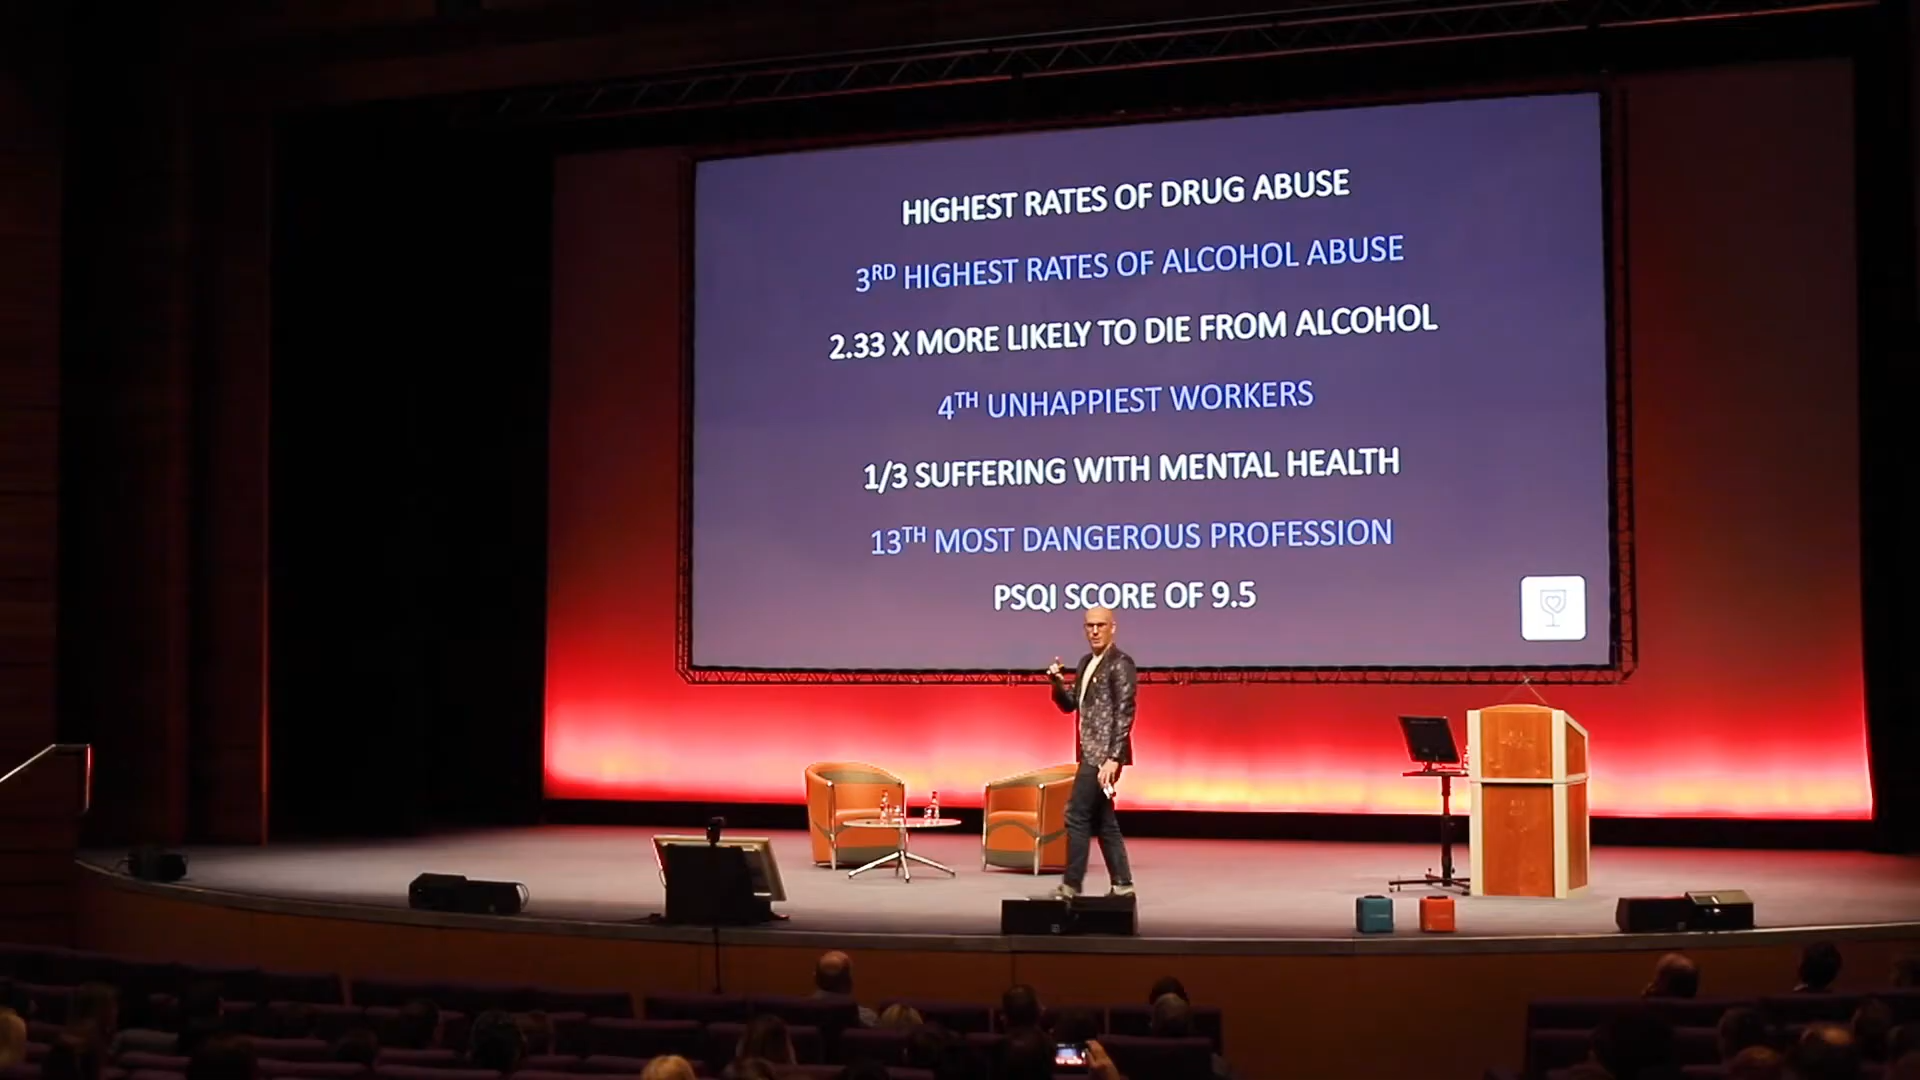 HIGHEST RATES OF DRUG ABUSE
3RD HIGHEST RATES OF ALCOHOL ABUSE
2.33 X MORE LIKELY TO DIE FROM ALCOHOL
4TH UNHAPPIEST WORKERS
1/3 SUFFERING WITH MENTAL HEALTH
13TH MOST DANGEROUS PROFESSION
PSQI SCORE OF 9.5